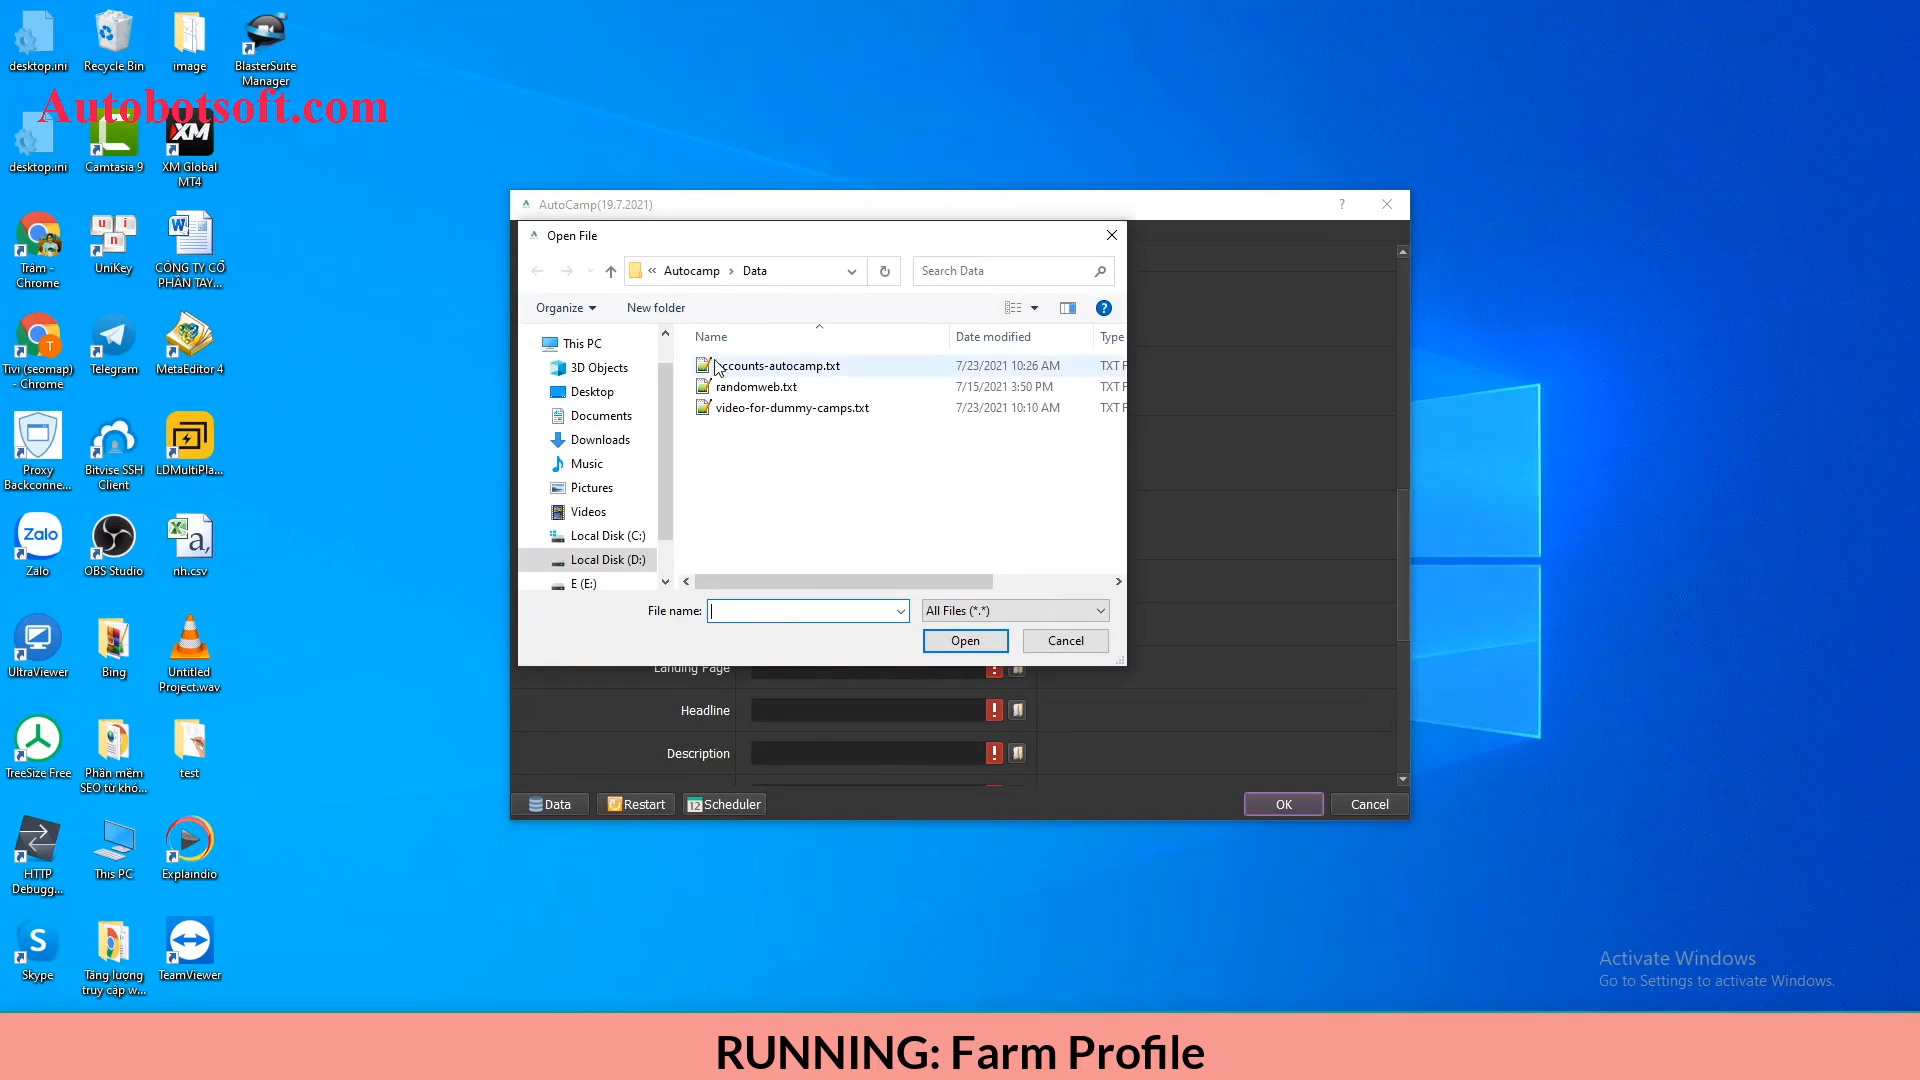 desktop.ini
Recycle Bin
image
BlasterSuite
Manager
Autobotsoft.com
desktop.ini
Camtasia 9
XM
XM Global
MT4
Trâm -
Chrome
UniKey
CÔNG TY CỔ
PHẦN TAY...
Tivi (seomap)
- Chrome
Telegram
MetaEditor 4
Proxy
Backconne...
Bitvise SSH
Client
LDMultiPla...
Zalo
Zalo
OBS Studio
nh.csv
UltraViewer
Bing
Untitled
Project.wav
TreeSize Free
Phần mềm
SEO từ khó...
test
HTTP
Debugg...
This PC
Explaindio
Skype
Tăng lượng
truy cập w...
TeamViewer
AutoCamp(19.7.2021)
?
Open File
« Autocamp › Data
Search Data
Organize
New folder
?
This PC
3D Objects
Desktop
Documents
Downloads
Music
Pictures
Videos
Local Disk (C:)
Local Disk (D:)
E (E:)
Name
Date modified
Type
ccounts-autocamp.txt
7/23/2021 10:26 AM
TXT F
randomweb.txt
7/15/2021 3:50 PM
TXT F
video-for-dummy-camps.txt
7/23/2021 10:10 AM
TXT F
File name:
All Files (*.*)
Open
Cancel
Landing Page
Headline
!
Description
!
Data
Restart
12 Scheduler
OK
Cancel
Activate Windows
Go to Settings to activate Windows.
RUNNING: Farm Profile